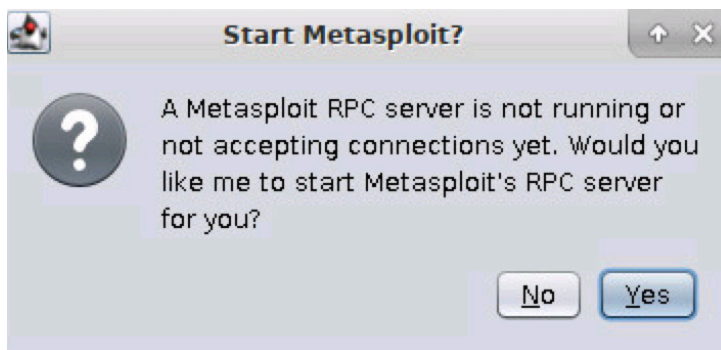 Start Metasploit?
A Metasploit RPC server is not running or
not accepting connections yet. Would you
like me to start Metasploit's RPC server
for you?
No
Yes